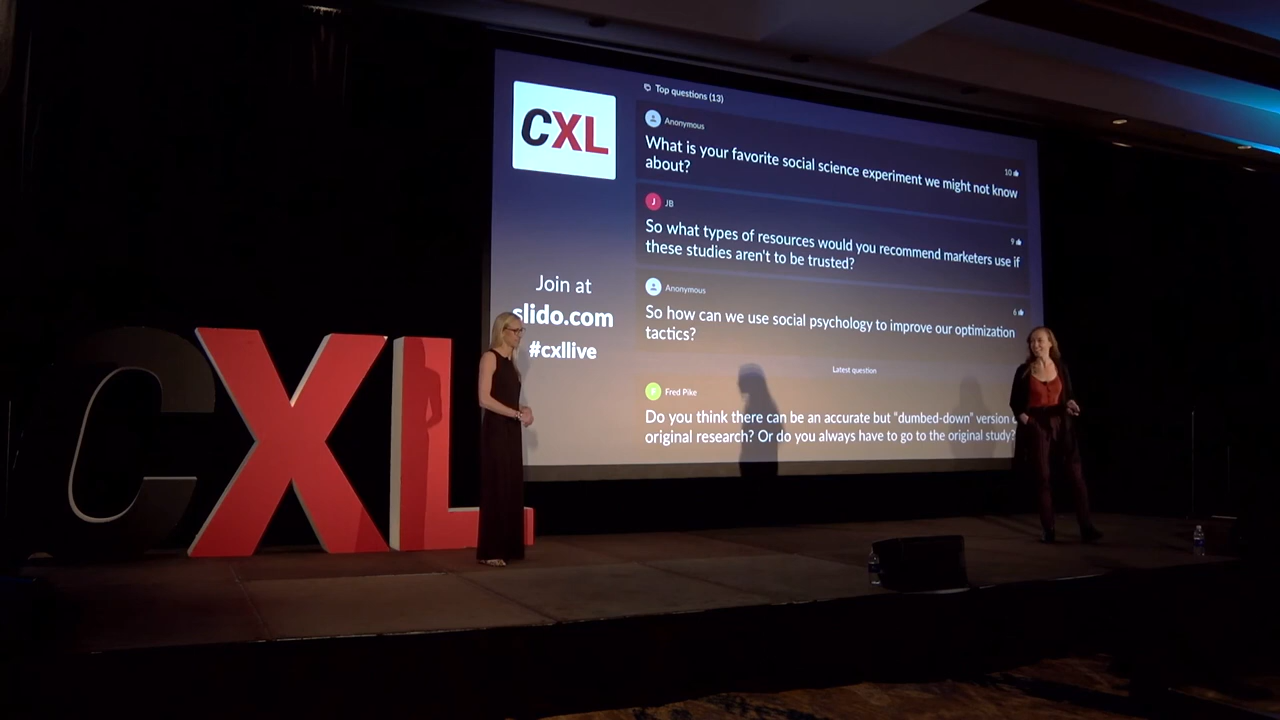 CXL
Top questions (13)
Anonymous
10
What is your favorite social science experiment we might not know
about?
J JB
9
So what types of resources would you recommend marketers use if
these studies aren't to be trusted?
Anonymous
6
So how can we use social psychology to improve our optimization
tactics?
Latest question
Fred Pike
Do you think there can be an accurate but "dumbed-down" version
original research? Or do you always have to go to the original study?
Join at
slido.com
#cxllive
CXL